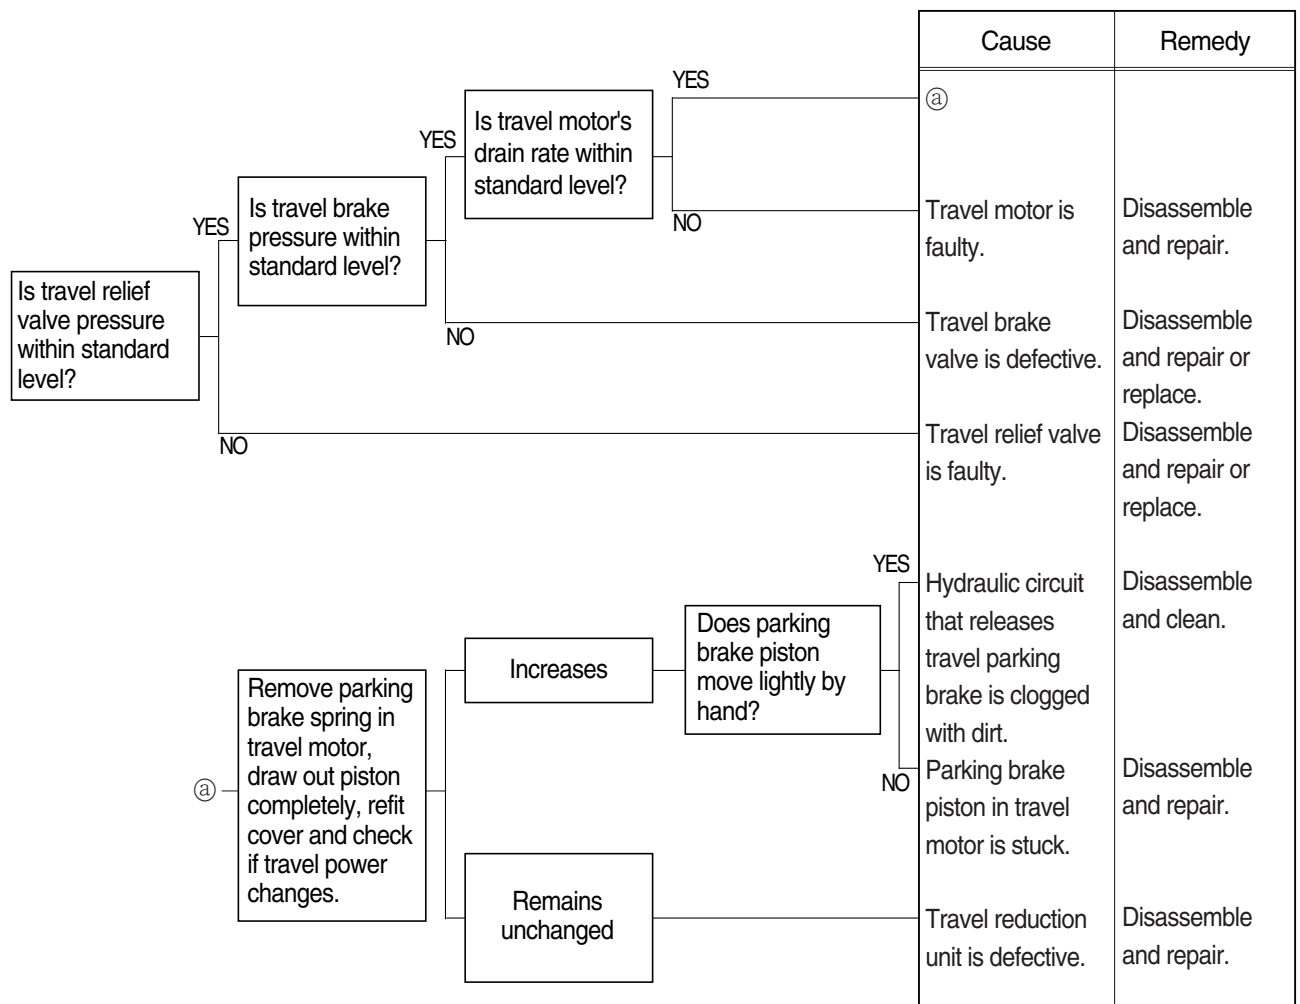 Cause
Remedy
YES
ⓐ
Is travel motor's
drain rate within
standard level?
YES
NO
Travel motor is
faulty.
Disassemble
and repair.
Is travel brake
pressure within
standard level?
YES
NO
Travel brake
valve is defective.
Disassemble
and repair or
replace.
Is travel relief
valve pressure
within standard
level?
NO
Travel relief valve
is faulty.
Disassemble
and repair or
replace.
YES
Hydraulic circuit
that releases
travel parking
brake is clogged
with dirt.
Disassemble
and clean.
Does parking
brake piston
move lightly by
hand?
Increases
NO
Parking brake
piston in travel
motor is stuck.
Disassemble
and repair.
ⓐ
Remove parking
brake spring in
travel motor,
draw out piston
completely, refit
cover and check
if travel power
changes.
Remains
unchanged
Travel reduction
unit is defective.
Disassemble
and repair.